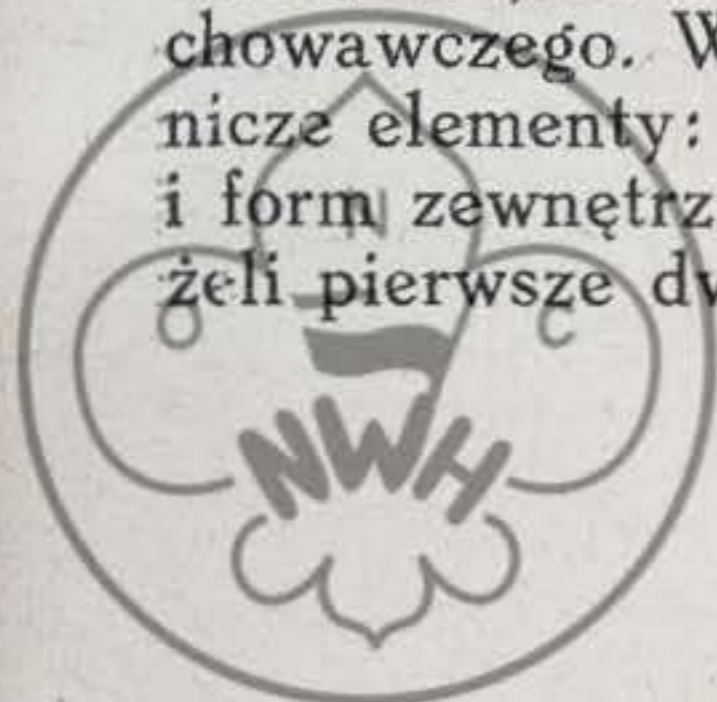 chowawczego. W
nicze elementy:
i form zewnętrz
żeli pierwsze dw
N
O C
NWH